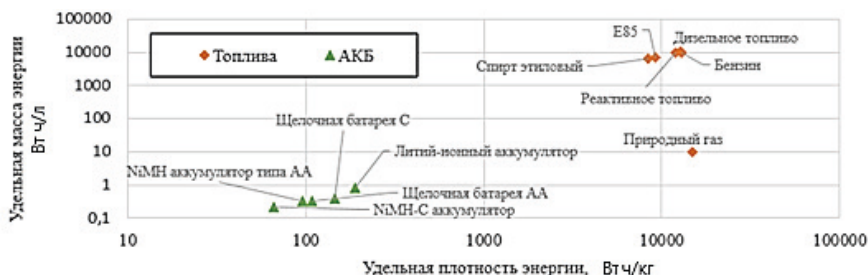 Удельная масса энергии
Вт ч/л
100000
10000
1000
100
10
1
0,1
Топлива
АКБ
E85
Дизельное топливо
Спирт этиловый
Бензин
Реактивное топливо
Щелочная батарея С
Природный газ
Литий-ионный аккумулятор
NiMH аккумулятор типа АА
Щелочная батарея АА
NiMH-C аккумулятор
10
100
1000
10000
100000
Удельная плотность энергии, Вт ч/кг